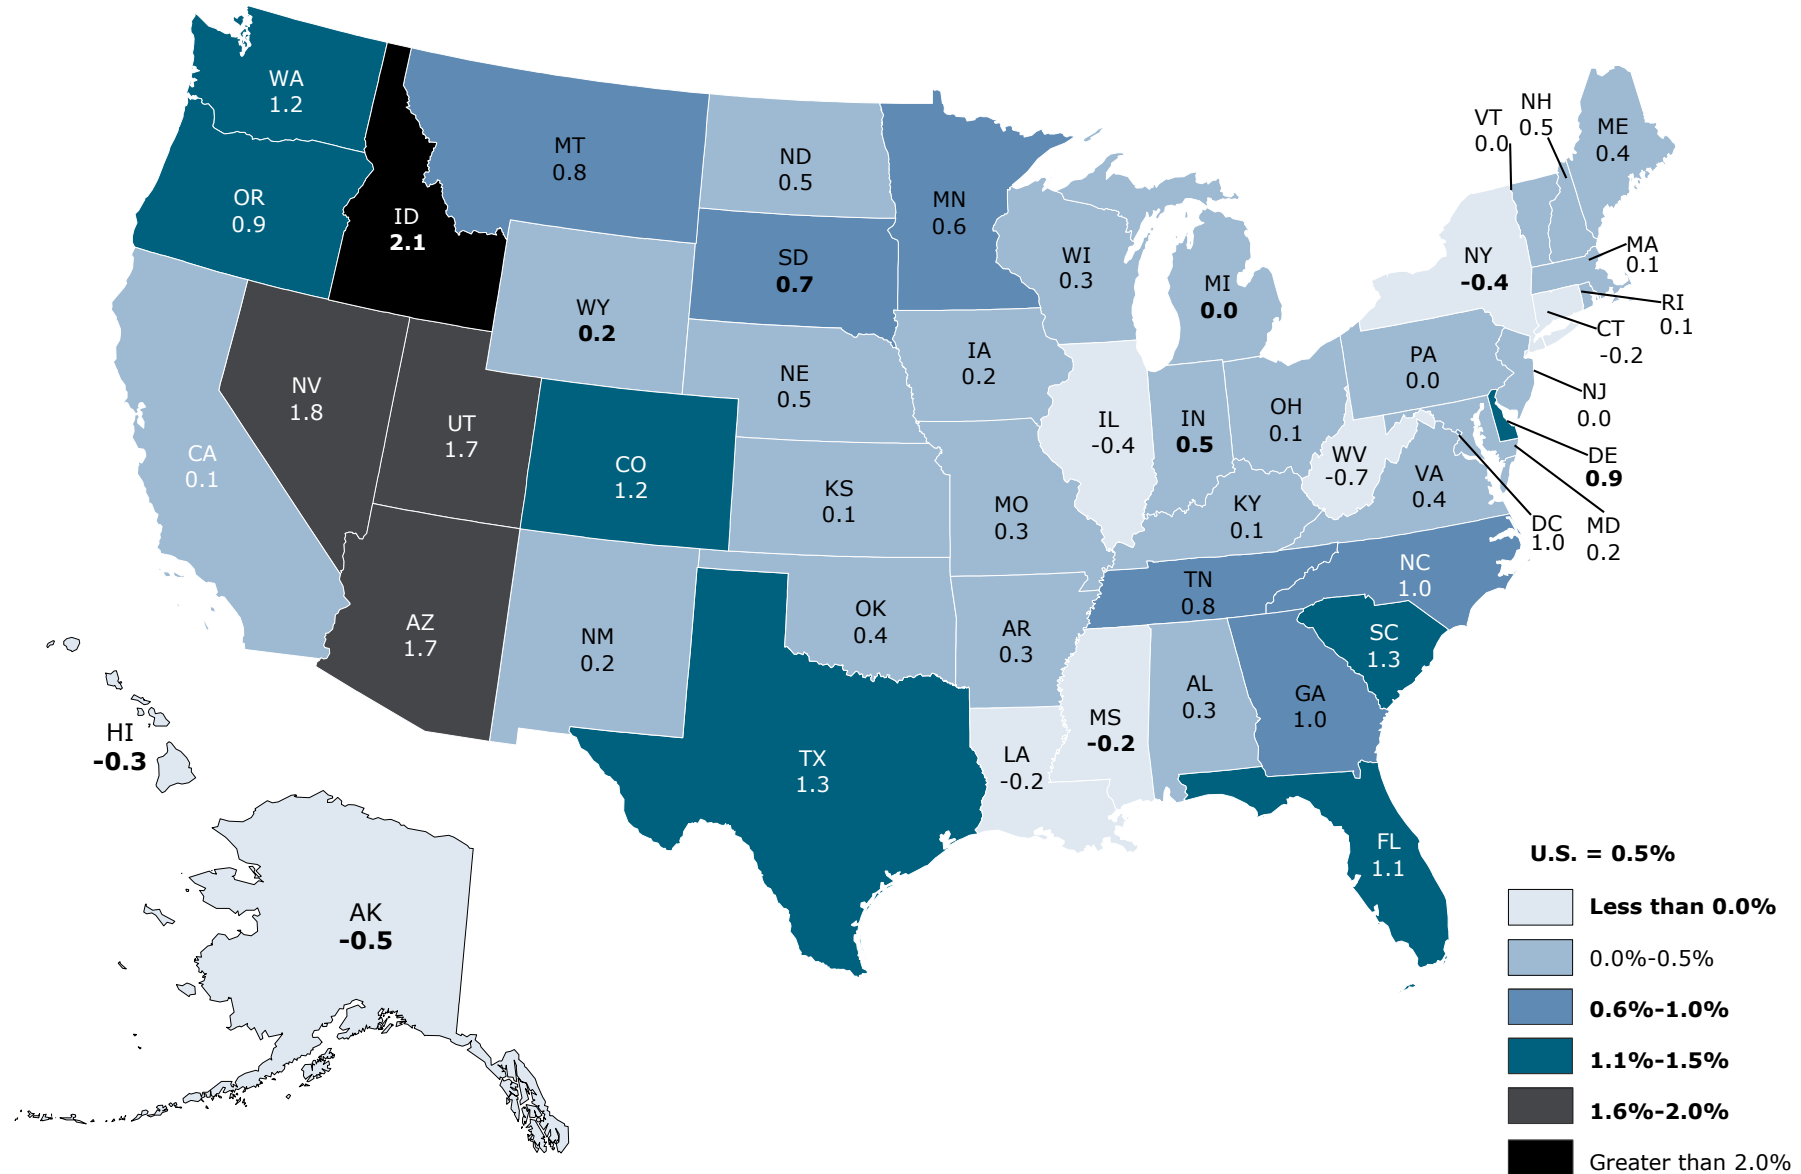 WA
1.2
OR
0.9
ID
2.1
MT
0.8
ND
0.5
MN
0.6
SD
0.7
WY
0.2
WI
0.3
MI
0.0
VT
0.0
NH
0.5
ME
0.4
NY
-0.4
MA
0.1
RI
0.1
CT
-0.2
PA
0.0
NJ
0.0
DE
0.9
MD
0.2
DC
1.0
CA
0.1
NV
1.8
UT
1.7
CO
1.2
NE
0.5
IA
0.2
KS
0.1
MO
0.3
IL
-0.4
IN
0.5
OH
0.1
WV
-0.7
VA
0.4
KY
0.1
TN
0.8
NC
1.0
SC
1.3
AZ
1.7
NM
0.2
OK
0.4
AR
0.3
TX
1.3
LA
-0.2
MS
-0.2
AL
0.3
GA
1.0
FL
1.1
HI
-0.3
AK
-0.5
U.S. = 0.5%
Less than 0.0%
0.0%-0.5%
0.6%-1.0%
1.1%-1.5%
1.6%-2.0%
Greater than 2.0%